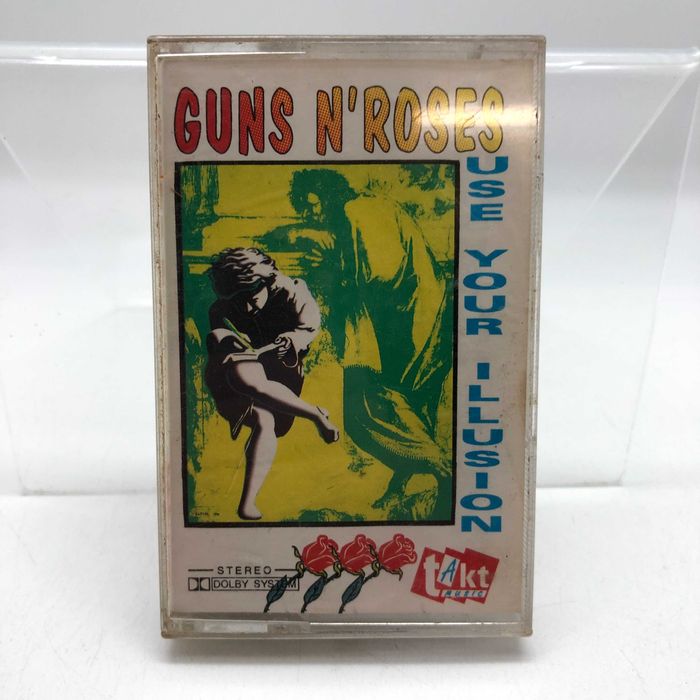 GUNS N' ROSES
USE YOUR ILLUSION
STEREO
DOLBY SYSTEM
takt
MUSIC